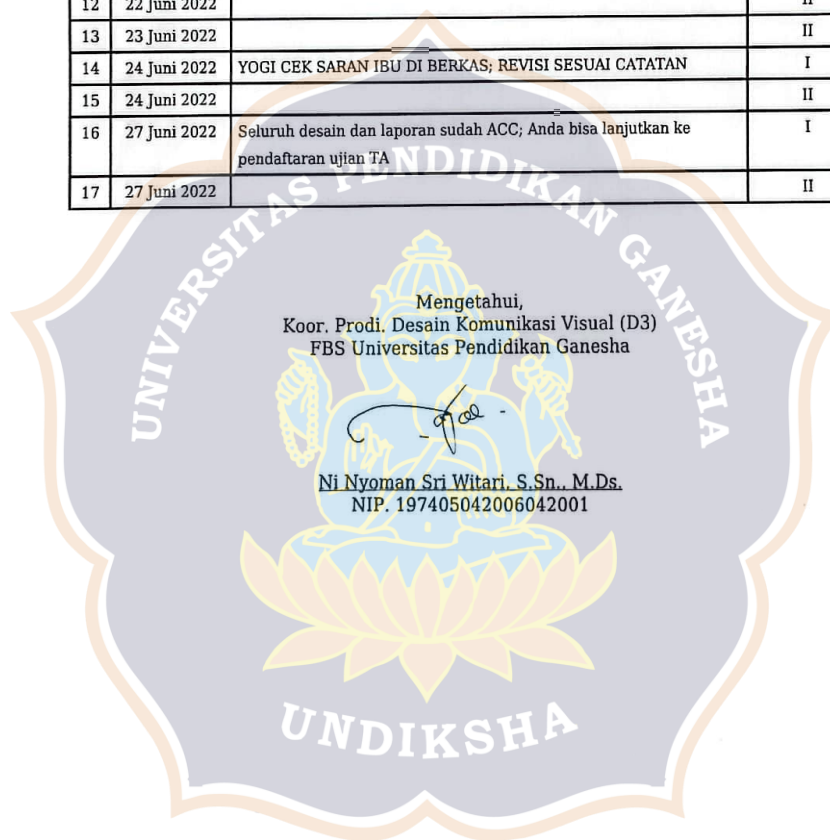 12 22 Juni 2022 II
13 23 Juni 2022 II
14 24 Juni 2022 YOGI CEK SARAN IBU DI BERKAS; REVISI SESUAI CATATAN I
15 24 Juni 2022 II
16 27 Juni 2022 Seluruh desain dan laporan sudah ACC; Anda bisa lanjutkan ke I
pendaftaran ujian TA
17 27 Juni 2022 II
UNIVERSITAS PENDIDIKAN GANESHA
Mengetahui,
Koor. Prodi. Desain Komunikasi Visual (D3)
FBS Universitas Pendidikan Ganesha
Ni Nyoman Sri Witari, S.Sn., M.Ds.
NIP. 197405042006042001
UNDIKSHA